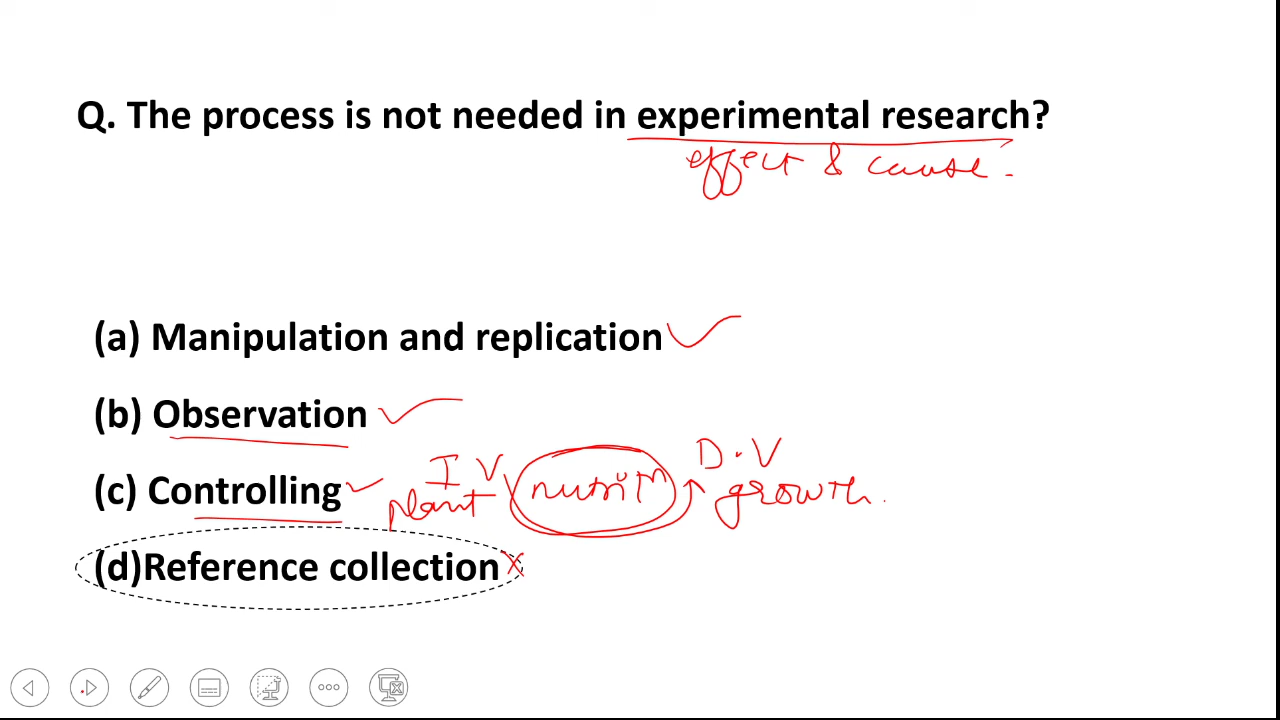 Q. The process is not needed in experimental research?
effect & cause.
(a) Manipulation and replication
(b) Observation
(c) Controlling
I V
D.V
plant
growth.
(d)Reference collection